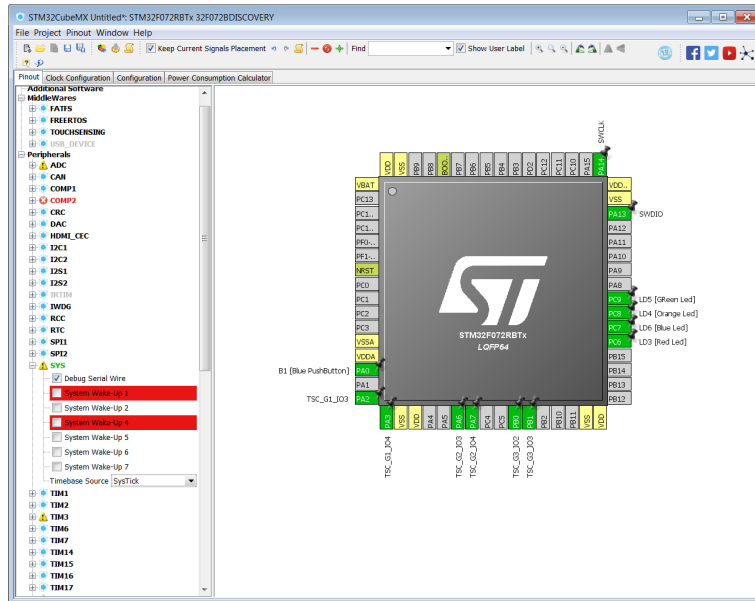 STM32CubeMX Untitled*: STM32F072RBTx 32F072BDISCOVERY
File Project Pinout Window Help
Keep Current Signals Placement
Find
Show User Label
Pinout
Clock Configuration
Configuration
Power Consumption Calculator
Additional Software
MiddleWares
FATFS
FREERTOS
TOUCHSENSING
USB_DEVICE
Peripherals
ADC
CAN
COMP1
COMP2
CRC
DAC
HDMI_CEC
I2C1
I2C2
I2S1
I2S2
IRTIM
IWDG
RCC
RTC
SPI1
SPI2
SYS
Debug Serial Wire
System Wake-Up 1
System Wake-Up 2
System Wake-Up 4
System Wake-Up 5
System Wake-Up 6
System Wake-Up 7
Timebase Source SysTick
TIM1
TIM2
TIM3
TIM6
TIM7
TIM14
TIM15
TIM16
TIM17
SWCLK
VDD
VSS
PB9
PB8
BOO..
PB7
PB6
PB5
PB4
PB3
PD2
PC12
PC11
PC10
PA15
PA14
VBAT
PC13
PC1..
PC1..
PF0-..
PF1-..
NRST
PC0
PC1
PC2
PC3
VSSA
VDDA
B1 [Blue PushButton] PA0
PA1
TSC_G1_IO3 PA2
ST
STM32F072RBTx
LQFP64
VDD..
VSS
PA13 SWDIO
PA12
PA11
PA10
PA9
PA8
PC9 LD5 [GReen Led]
PC8 LD4 [Orange Led]
PC7 LD6 [Blue Led]
PC6 LD3 [Red Led]
PB15
PB14
PB13
PB12
PA3
VSS
VDD
PA4
PA5
PA6
PA7
PC4
PC5
PB0
PB1
PB2
PB10
PB11
VSS
VDD
TSC_G1_IO4
TSC_G2_IO3
TSC_G2_IO4
TSC_G3_IO2
TSC_G3_IO3